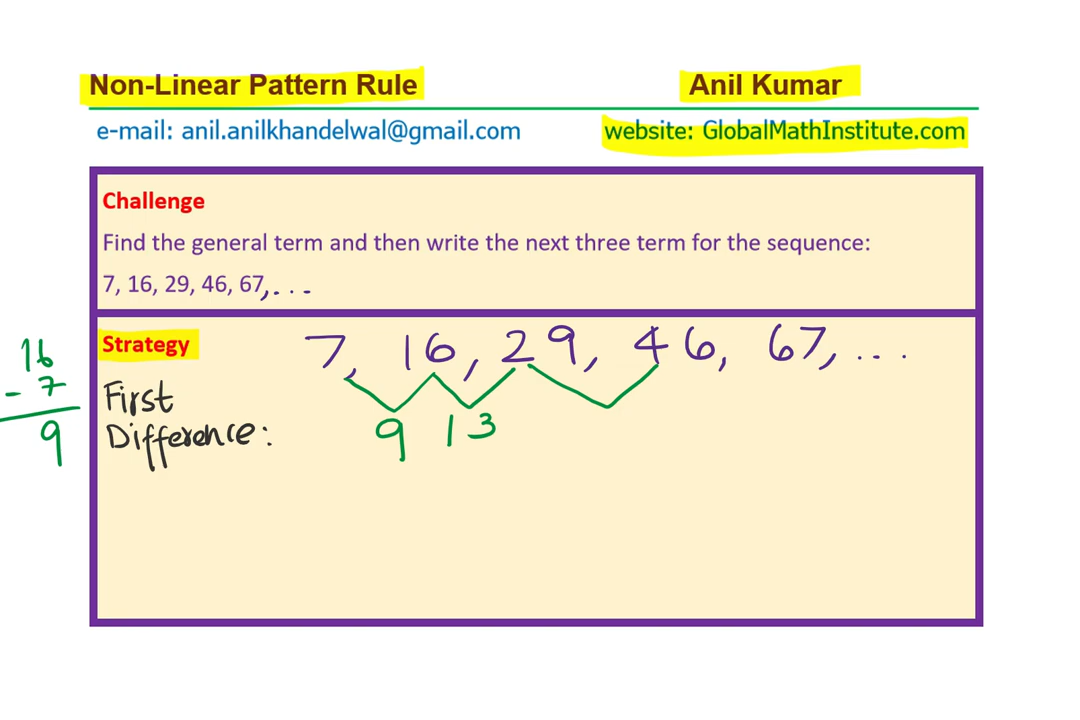 Non-Linear Pattern Rule Anil Kumar
e-mail: anil.anilkhandelwal@gmail.com website: GlobalMathInstitute.com
Challenge
Find the general term and then write the next three term for the sequence:
7, 16, 29, 46, 67,...
Strategy 7, 16, 29, 46, 67,...
16
- 7
9
First
Difference: 9 13